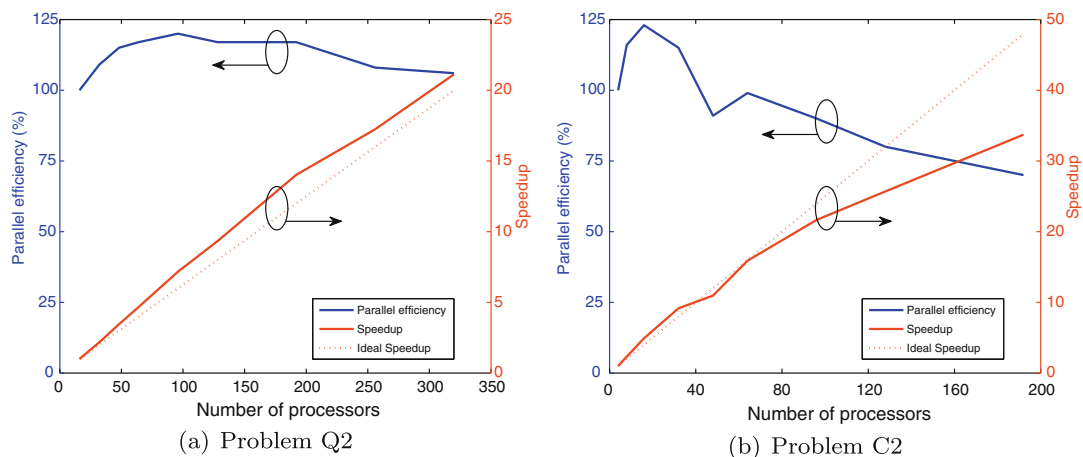 125
100
75
50
25
0
Parallel efficiency (%)
25
20
15
10
5
0
Speedup
Parallel efficiency
Speedup
Ideal Speedup
0 50 100 150 200 250 300 350
Number of processors
(a) Problem Q2
125
100
75
50
25
0
Parallel efficiency (%)
50
40
30
20
10
0
Speedup
Parallel efficiency
Speedup
Ideal Speedup
0 40 80 120 160 200
Number of processors
(b) Problem C2